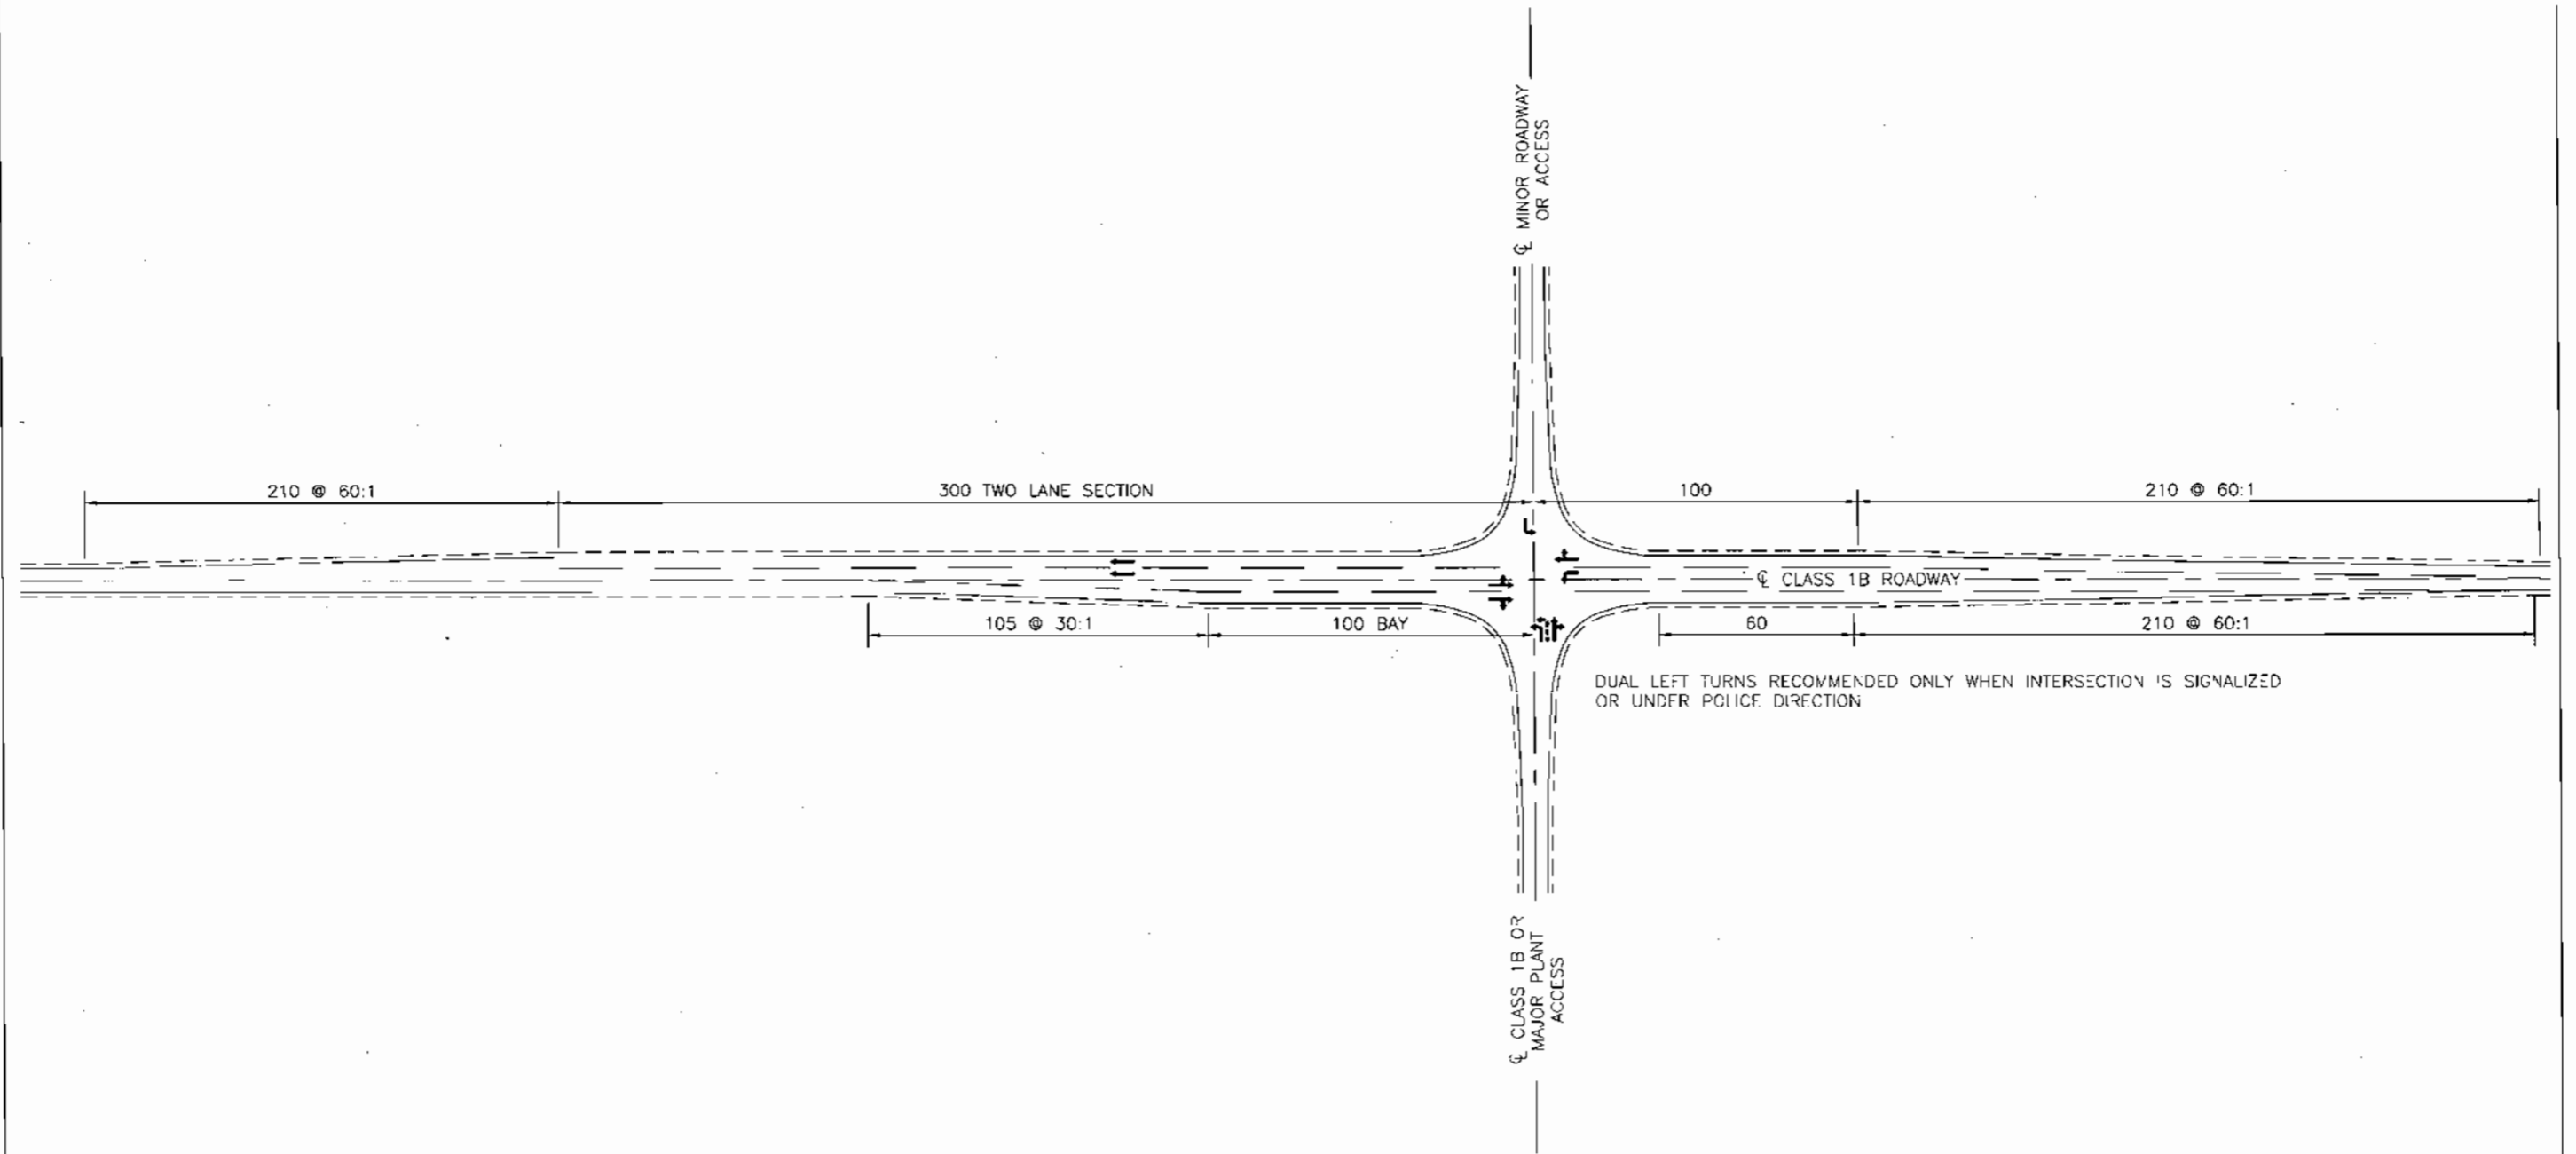 ℄ MINOR ROADWAY
OR ACCESS
210 @ 60:1
300 TWO LANE SECTION
100
210 @ 60:1
℄ CLASS 1B ROADWAY
105 @ 30:1
100 BAY
60
210 @ 60:1
DUAL LEFT TURNS RECOMMENDED ONLY WHEN INTERSECTION IS SIGNALIZED
OR UNDER POLICE DIRECTION
℄ CLASS 1B OR
MAJOR PLANT
ACCESS